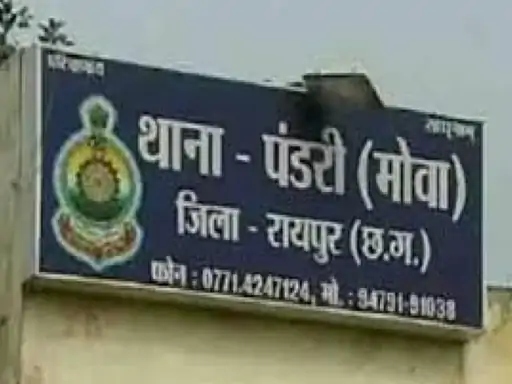 थाना - पंडरी (मोवा)
जिला - रायपुर (छ.ग.)
फोन : 0771.4247124, मो. : 94791-91038